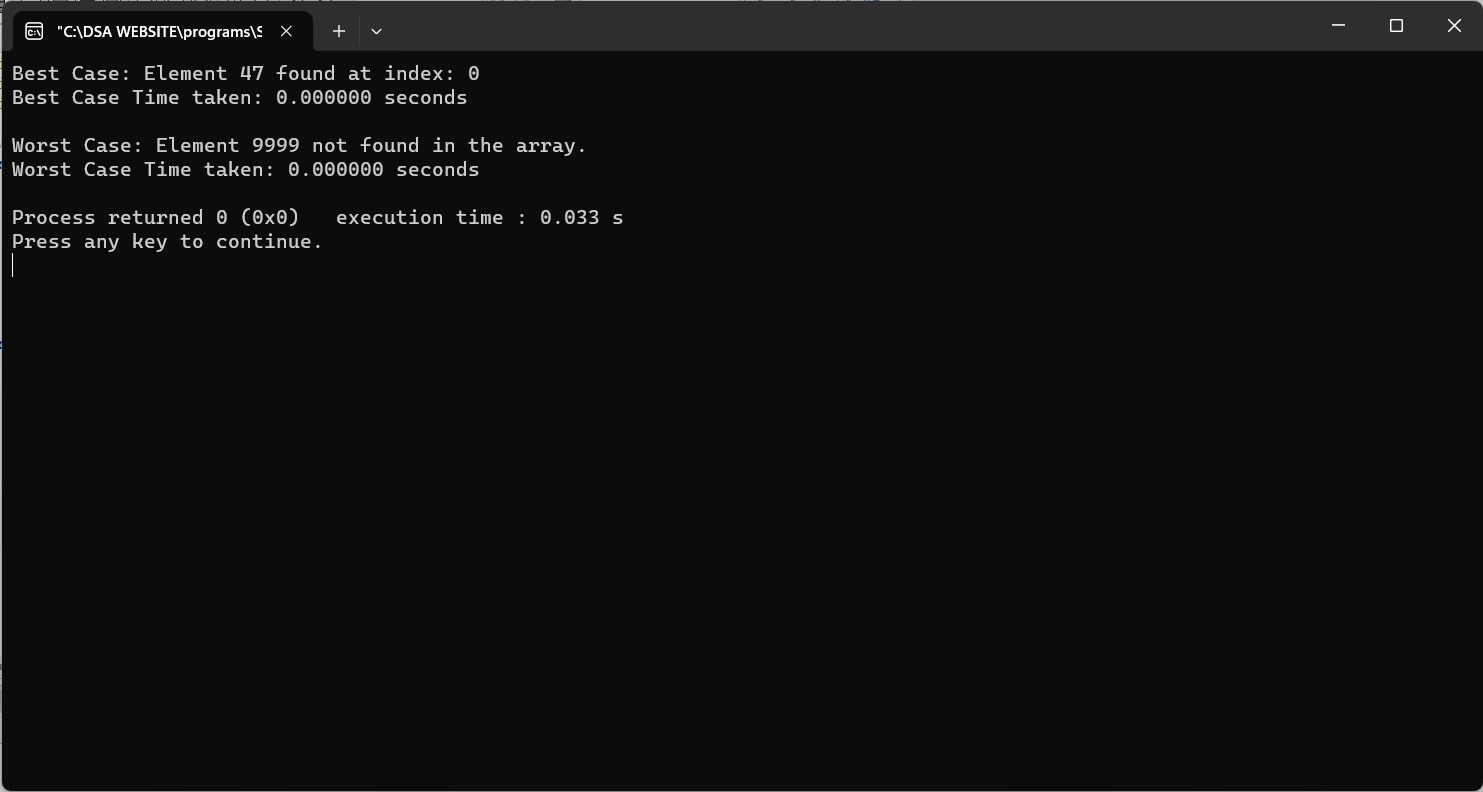 "C:\DSA WEBSITE\programs\S
Best Case: Element 47 found at index: 0
Best Case Time taken: 0.000000 seconds
Worst Case: Element 9999 not found in the array.
Worst Case Time taken: 0.000000 seconds
Process returned 0 (0x0)   execution time : 0.033 s
Press any key to continue.